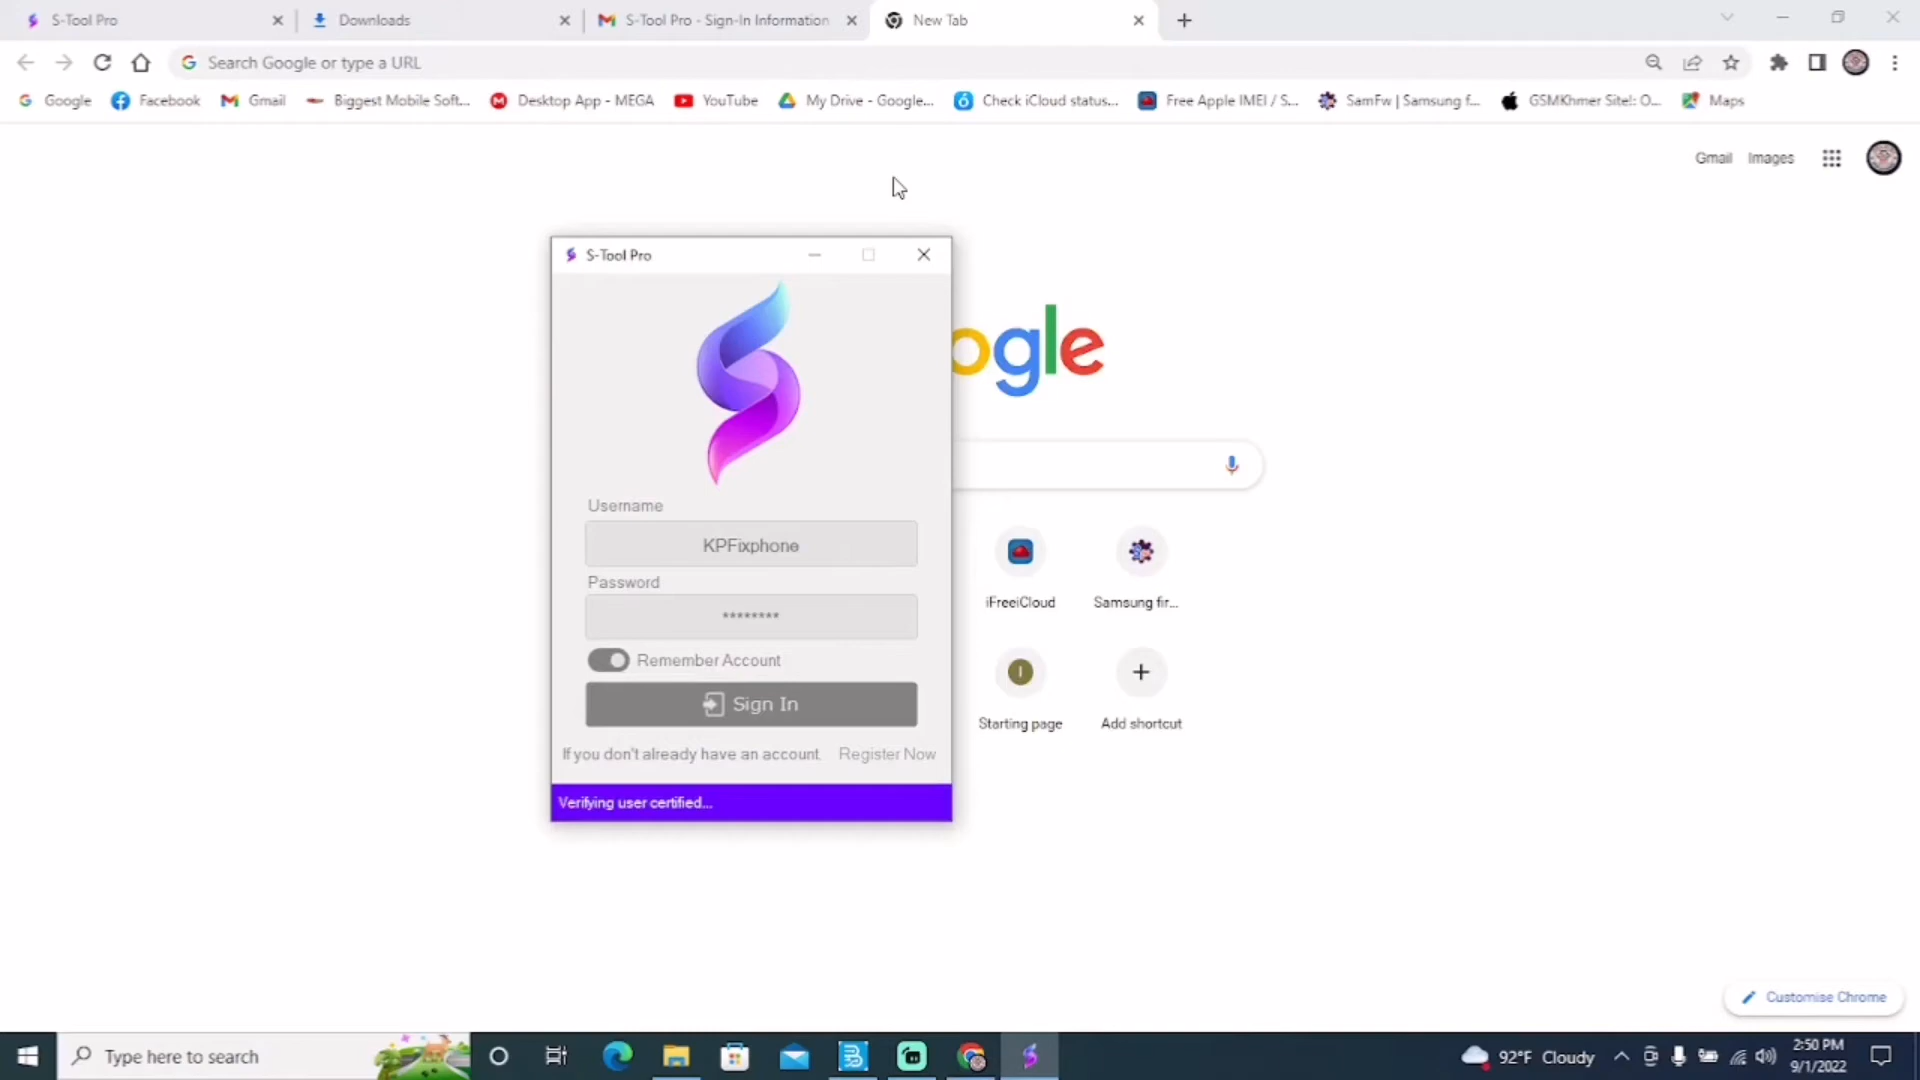 S-Tool Pro
Downloads
S-Tool Pro - Sign-In Information
New Tab
Search Google or type a URL
Google
Facebook
Gmail
Biggest Mobile Soft...
Desktop App - MEGA
YouTube
My Drive - Google...
Check iCloud status...
Free Apple IMEI / S...
SamFw | Samsung f...
GSMKhmer Site!: O...
Maps
Gmail
Images
S-Tool Pro
ogle
Username
KPFixphone
Password
********
Remember Account
Sign In
If you don't already have an account.
Register Now
Verifying user certified...
iFreeiCloud
Samsung fir...
I
Starting page
Add shortcut
Customise Chrome
Type here to search
92°F Cloudy
2:50 PM
9/1/2022